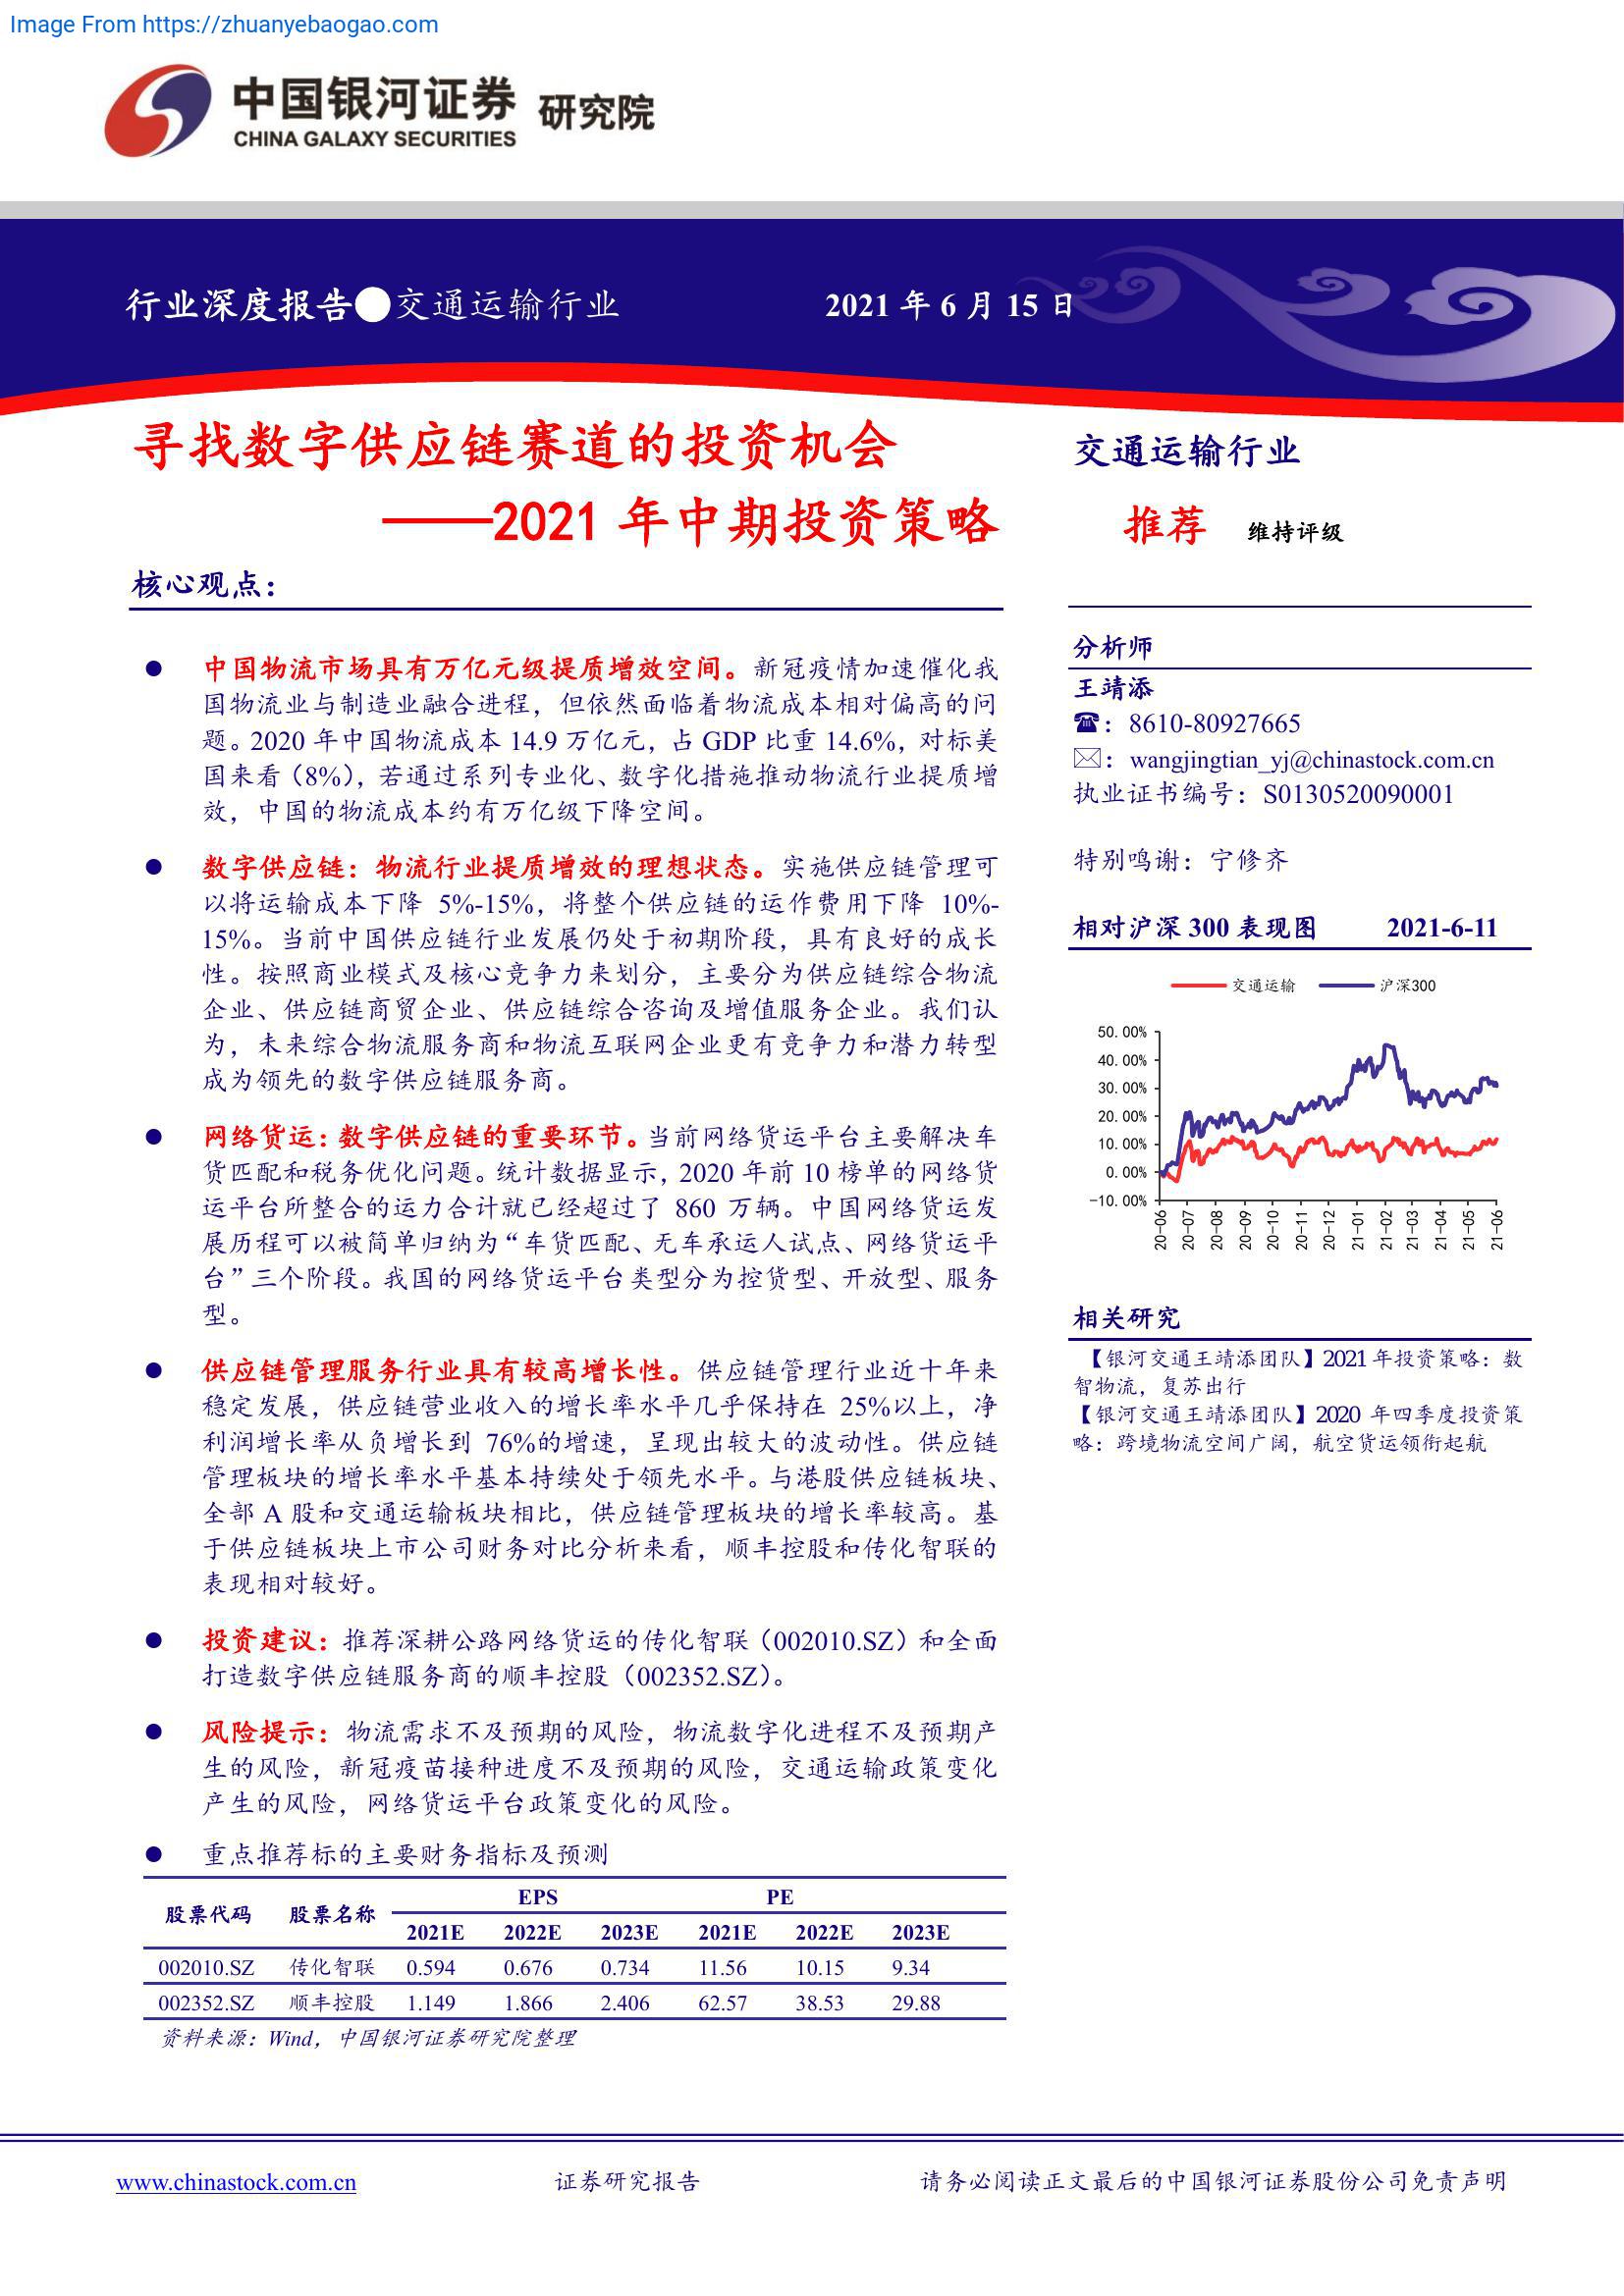 Image From https://zhuanyebaogao.com
中国银河证券 研究院
CHINA GALAXY SECURITIES
行业深度报告●交通运输行业 2021 年 6 月 15 日
寻找数字供应链赛道的投资机会
——2021 年中期投资策略
核心观点：
● 中国物流市场具有万亿元级提质增效空间。新冠疫情加速催化我
国物流业与制造业融合进程，但依然面临着物流成本相对偏高的问
题。2020 年中国物流成本 14.9 万亿元，占 GDP 比重 14.6%，对标美
国来看（8%），若通过系列专业化、数字化措施推动物流行业提质增
效，中国的物流成本约有万亿级下降空间。
● 数字供应链：物流行业提质增效的理想状态。实施供应链管理可
以将运输成本下降 5%-15%，将整个供应链的运作费用下降 10%-
15%。当前中国供应链行业发展仍处于初期阶段，具有良好的成长
性。按照商业模式及核心竞争力来划分，主要分为供应链综合物流
企业、供应链商贸企业、供应链综合咨询及增值服务企业。我们认
为，未来综合物流服务商和物流互联网企业更有竞争力和潜力转型
成为领先的数字供应链服务商。
● 网络货运：数字供应链的重要环节。当前网络货运平台主要解决车
货匹配和税务优化问题。统计数据显示，2020 年前 10 榜单的网络货
运平台所整合的运力合计就已经超过了 860 万辆。中国网络货运发
展历程可以被简单归纳为“车货匹配、无车承运人试点、网络货运平
台”三个阶段。我国的网络货运平台类型分为控货型、开放型、服务
型。
● 供应链管理服务行业具有较高增长性。供应链管理行业近十年来
稳定发展，供应链营业收入的增长率水平几乎保持在 25%以上，净
利润增长率从负增长到 76%的增速，呈现出较大的波动性。供应链
管理板块的增长率水平基本持续处于领先水平。与港股供应链板块、
全部 A 股和交通运输板块相比，供应链管理板块的增长率较高。基
于供应链板块上市公司财务对比分析来看，顺丰控股和传化智联的
表现相对较好。
● 投资建议：推荐深耕公路网络货运的传化智联（002010.SZ）和全面
打造数字供应链服务商的顺丰控股（002352.SZ）。
● 风险提示：物流需求不及预期的风险，物流数字化进程不及预期产
生的风险，新冠疫苗接种进度不及预期的风险，交通运输政策变化
产生的风险，网络货运平台政策变化的风险。
● 重点推荐标的主要财务指标及预测
股票代码 股票名称 EPS PE
2021E 2022E 2023E 2021E 2022E 2023E
002010.SZ 传化智联 0.594 0.676 0.734 11.56 10.15 9.34
002352.SZ 顺丰控股 1.149 1.866 2.406 62.57 38.53 29.88
资料来源：Wind，中国银河证券研究院整理
交通运输行业
推荐 维持评级
分析师
王靖添
☎：8610-80927665
✉：wangjingtian_yj@chinastock.com.cn
执业证书编号：S0130520090001
特别鸣谢：宁修齐
相对沪深 300 表现图 2021-6-11
交通运输 沪深300
50.00%
40.00%
30.00%
20.00%
10.00%
0.00%
-10.00%
20-06 20-07 20-08 20-09 20-10 20-11 20-12 21-01 21-02 21-03 21-04 21-05 21-06
相关研究
【银河交通王靖添团队】2021 年投资策略：数
智物流，复苏出行
【银河交通王靖添团队】2020 年四季度投资策
略：跨境物流空间广阔，航空货运领衔起航
www.chinastock.com.cn 证券研究报告 请务必阅读正文最后的中国银河证券股份公司免责声明